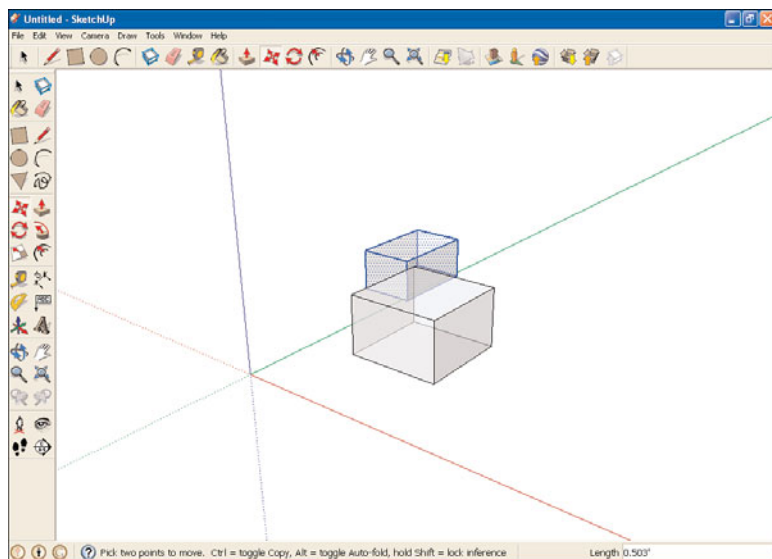 Untitled - SketchUp
File Edit View Camera Draw Tools Window Help
Pick two points to move. Ctrl = toggle Copy, Alt = toggle Auto-fold, hold Shift = lock inference
Length 0.503'